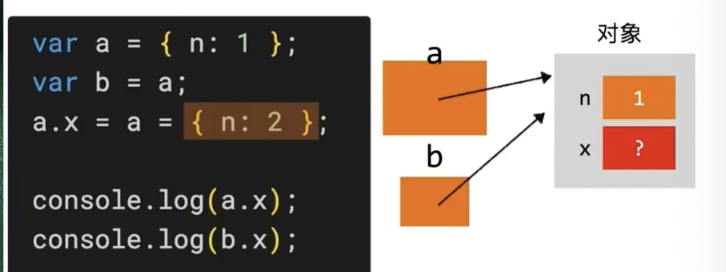 var a = { n: 1 };
var b = a;
a.x = a = { n: 2 };
console.log(a.x);
console.log(b.x);
a
b
对象
n 1
x ?